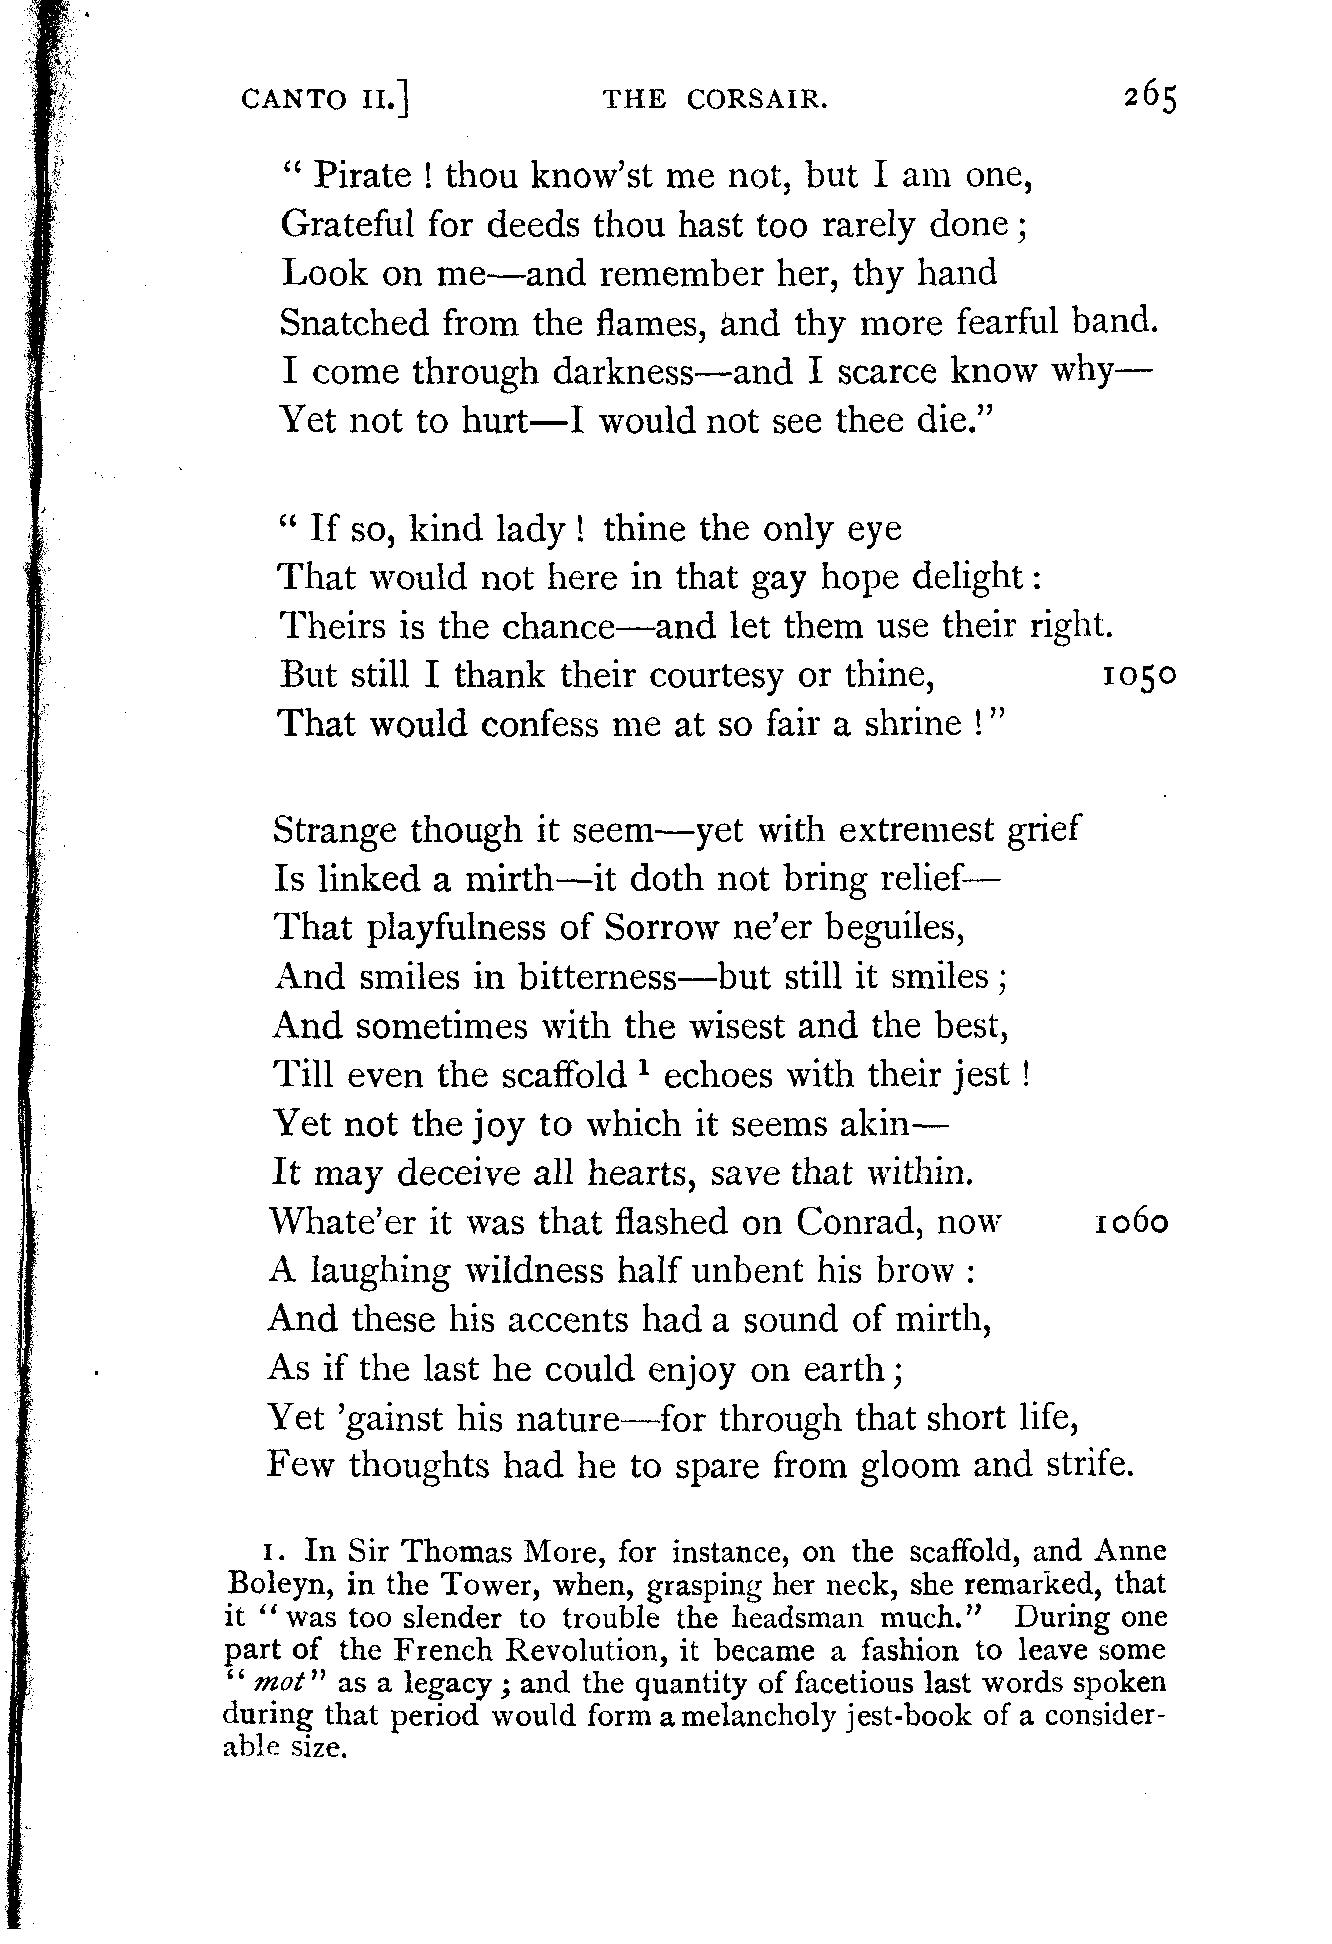 CANTO II.] THE CORSAIR. 265
“ Pirate ! thou know’st me not, but I am one,
Grateful for deeds thou hast too rarely done ;
Look on me—and remember her, thy hand
Snatched from the flames, and thy more fearful band.
I come through darkness—and I scarce know why—
Yet not to hurt—I would not see thee die.”
“ If so, kind lady ! thine the only eye
That would not here in that gay hope delight :
Theirs is the chance—and let them use their right.
But still I thank their courtesy or thine, 1050
That would confess me at so fair a shrine !”
Strange though it seem—yet with extremest grief
Is linked a mirth—it doth not bring relief—
That playfulness of Sorrow ne’er beguiles,
And smiles in bitterness—but still it smiles ;
And sometimes with the wisest and the best,
Till even the scaffold ¹ echoes with their jest !
Yet not the joy to which it seems akin—
It may deceive all hearts, save that within.
Whate’er it was that flashed on Conrad, now 1060
A laughing wildness half unbent his brow :
And these his accents had a sound of mirth,
As if the last he could enjoy on earth ;
Yet ’gainst his nature—for through that short life,
Few thoughts had he to spare from gloom and strife.
1. In Sir Thomas More, for instance, on the scaffold, and Anne
Boleyn, in the Tower, when, grasping her neck, she remarked, that
it “ was too slender to trouble the headsman much.” During one
part of the French Revolution, it became a fashion to leave some
“ mot” as a legacy ; and the quantity of facetious last words spoken
during that period would form a melancholy jest-book of a consider-
able size.